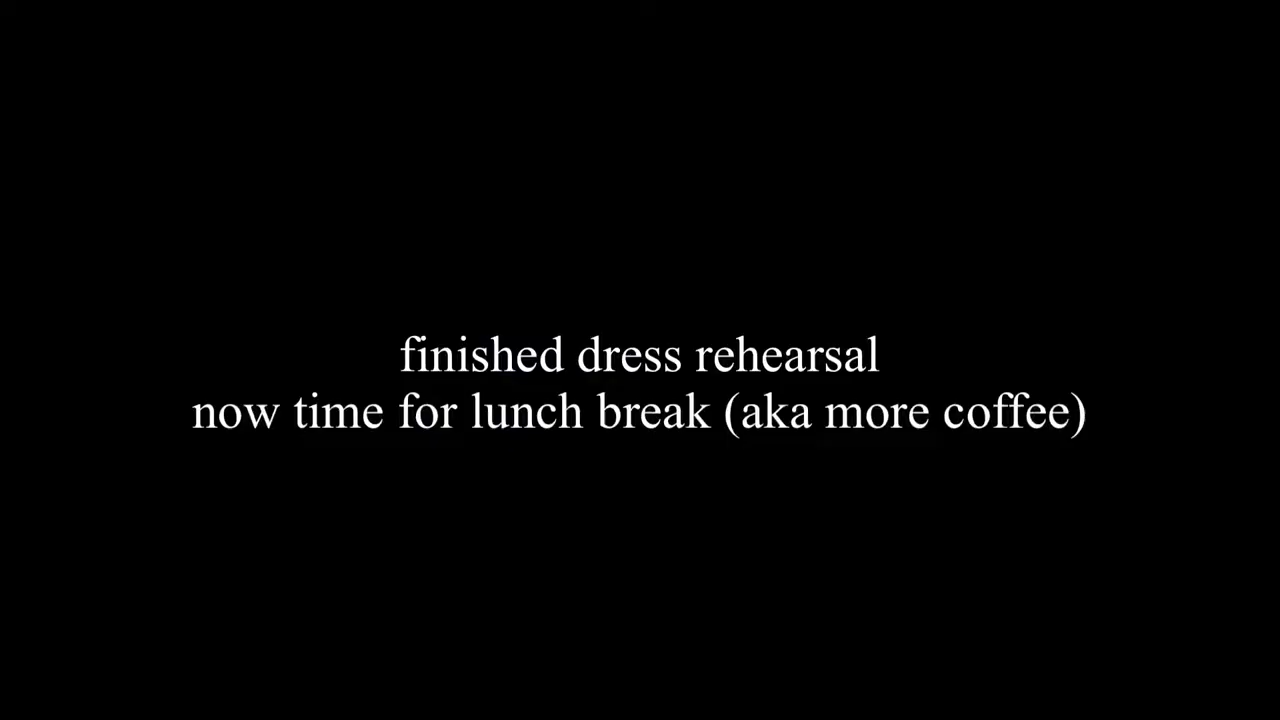 finished dress rehearsal
now time for lunch break (aka more coffee)